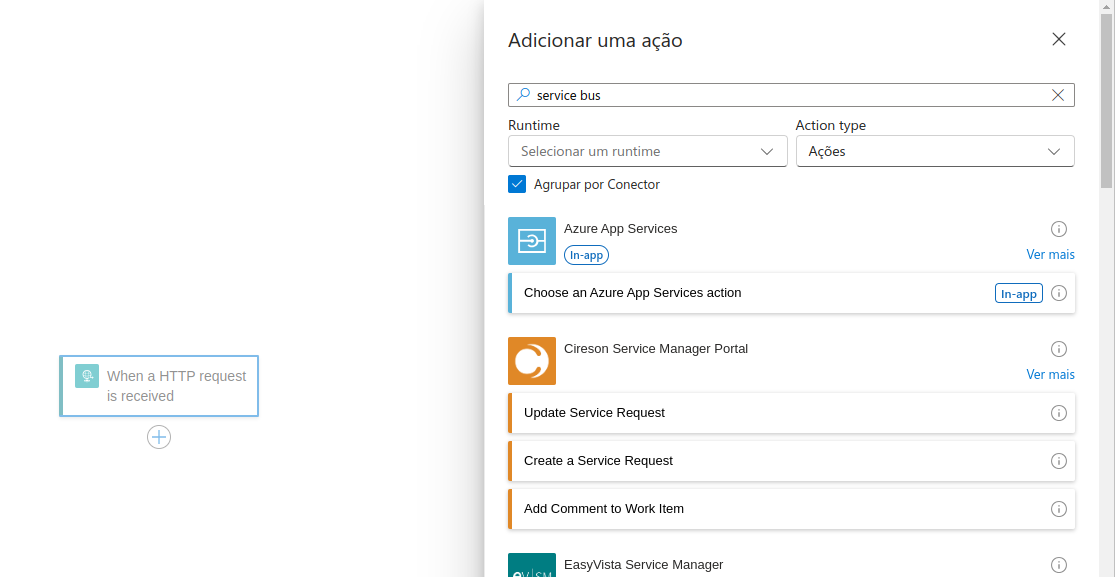 Adicionar uma ação
service bus
Runtime
Action type
Selecionar um runtime
Ações
Agrupar por Conector
Azure App Services
In-app
Ver mais
Choose an Azure App Services action
In-app
Cireson Service Manager Portal
Ver mais
When a HTTP request
is received
Update Service Request
Create a Service Request
Add Comment to Work Item
EasyVista Service Manager